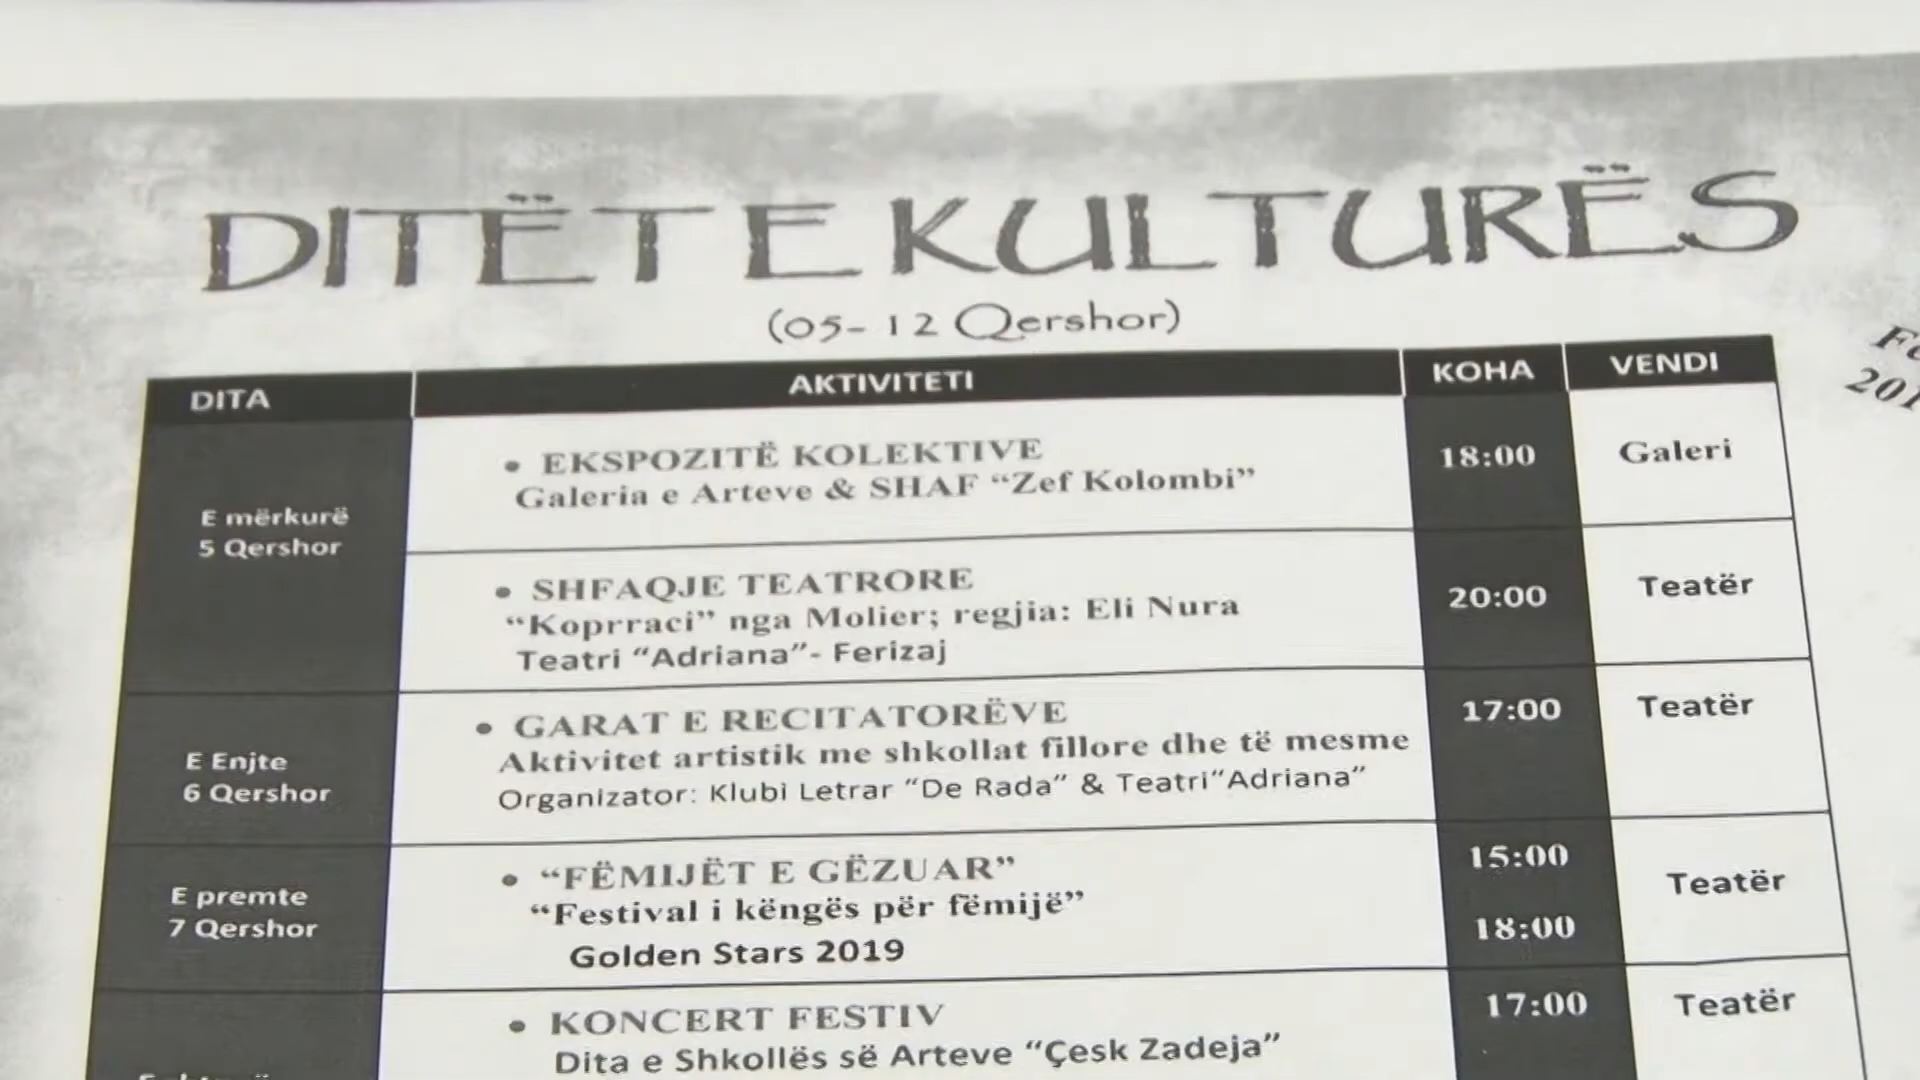 DITËT E KULTURËS
(05-12 Qershor)
DITA AKTIVITETI KOHA VENDI
E mërkurë
5 Qershor
• EKSPOZITË KOLEKTIVE
Galeria e Arteve & SHAF “Zef Kolombi”
18:00 Galeri
• SHFAQJE TEATRORE
“Koprraci” nga Molier; regjia: Eli Nura
Teatri “Adriana”- Ferizaj
20:00 Teatër
E Enjte
6 Qershor
• GARAT E RECITATORËVE
Aktivitet artistik me shkollat fillore dhe të mesme
Organizator: Klubi Letrar “De Rada” & Teatri“Adriana”
17:00 Teatër
E premte
7 Qershor
• “FËMIJËT E GËZUAR”
“Festival i këngës për fëmijë”
Golden Stars 2019
15:00
18:00
Teatër
• KONCERT FESTIV
Dita e Shkollës së Arteve “Çesk Zadeja”
17:00 Teatër